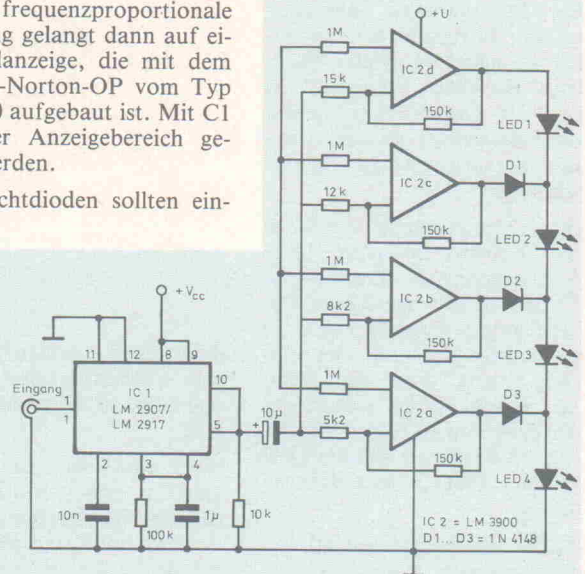 frequenzproportionale
g gelangt dann auf ei-
lanzeige, die mit dem
-Norton-OP vom Typ
) aufgebaut ist. Mit C1
er Anzeigebereich ge-
erden.
chtdioden sollten ein-
+U
1M
IC 2d
15k
150k
LED 1
1M
D1
IC 2c
12k
150k
LED 2
1M
D2
IC 2b
8k2
150k
LED 3
1M
D3
IC 2a
5k2
150k
LED 4
+ Vcc
11
12
8
9
Eingang
1
1
IC 1
LM 2907/
LM 2917
10
5
+
10µ
2
3
4
10n
100k
1µ
10k
IC 2 = LM 3900
D1...D3 = 1N 4148